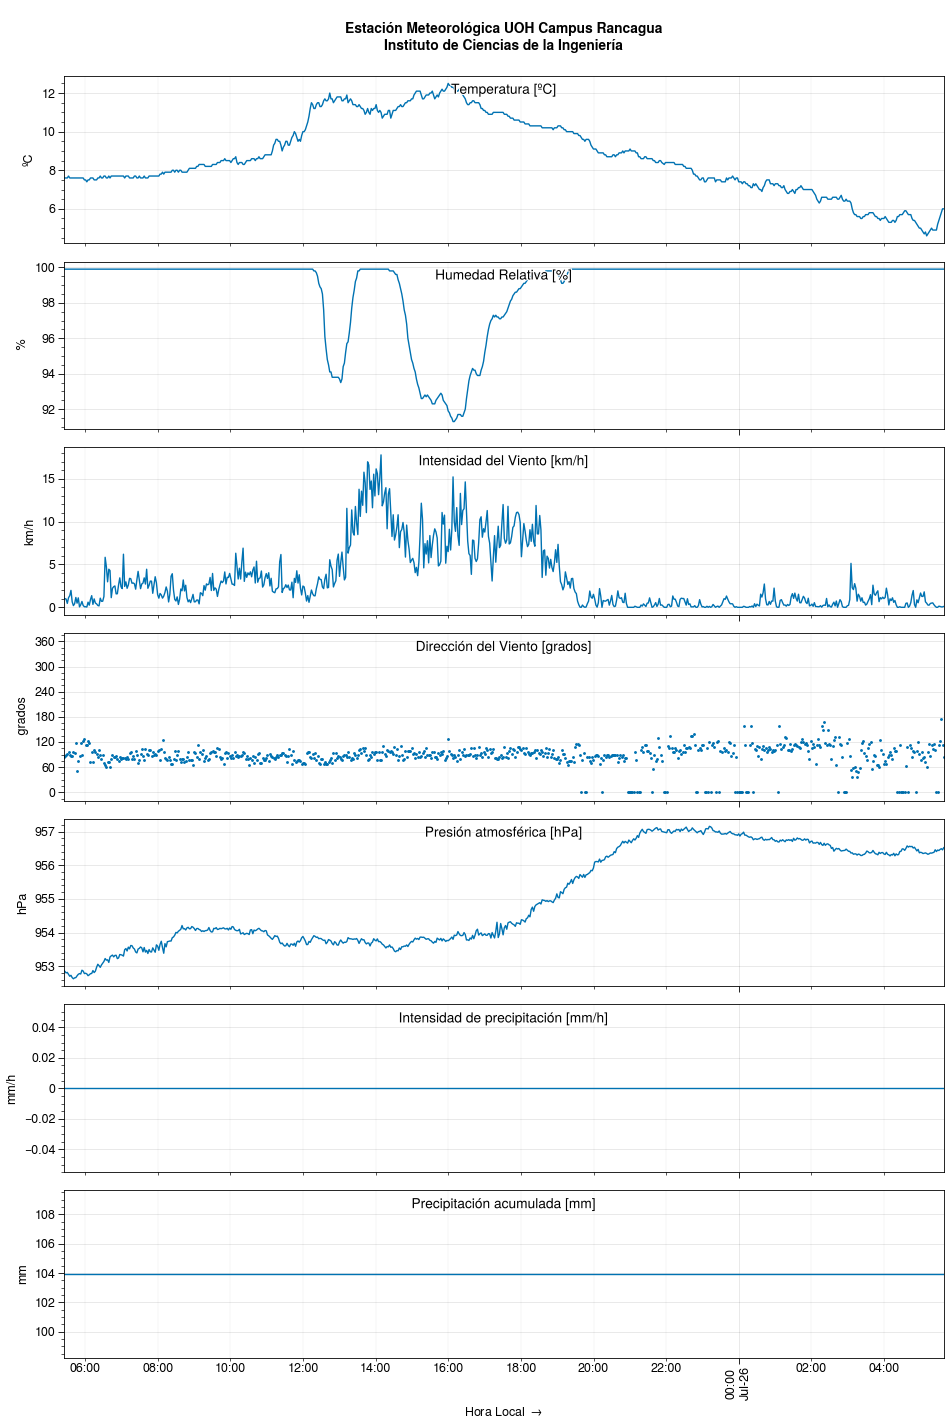 Estación Meteorológica UOH Campus Rancagua
Instituto de Ciencias de la Ingeniería
Temperatura [ºC]
ºC
12
10
8
6
Humedad Relativa [%]
%
100
98
96
94
92
Intensidad del Viento [km/h]
km/h
15
10
5
0
Dirección del Viento [grados]
grados
360
300
240
180
120
60
0
Presión atmosférica [hPa]
hPa
957
956
955
954
953
Intensidad de precipitación [mm/h]
mm/h
0.04
0.02
0
−0.02
−0.04
Precipitación acumulada [mm]
mm
108
106
104
102
100
06:00 08:00 10:00 12:00 14:00 16:00 18:00 20:00 22:00 00:00 02:00 04:00
Jul-26
Hora Local →